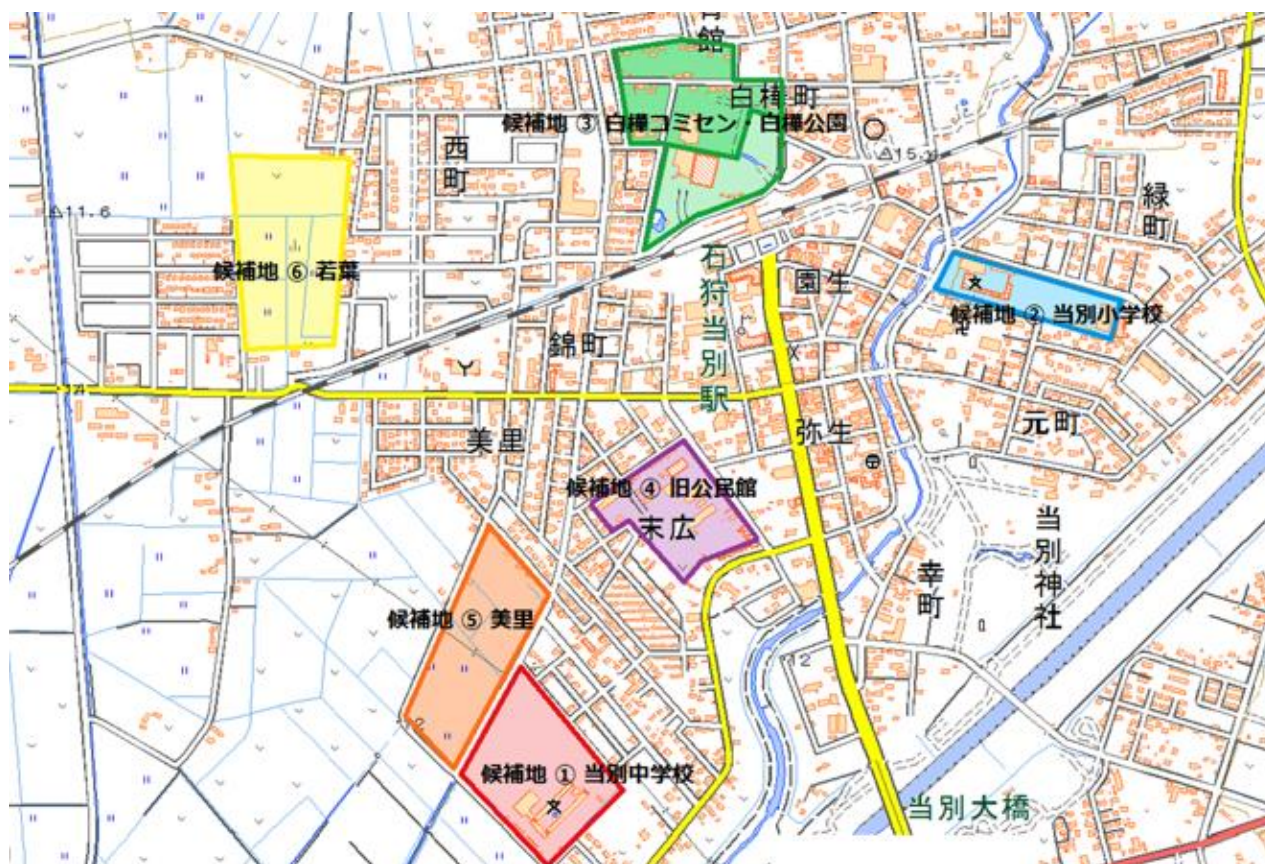 白樺町
候補地 ③ 白樺コミセン・白樺公園
西町
15.
緑町
11.6
候補地 ⑥ 若葉
石狩当別駅
園生
候補地 ② 当別小学校
錦町
元町
美里
弥生
候補地 ④ 旧公民館
末広
当別神社
幸町
候補地 ⑤ 美里
12
候補地 ① 当別中学校
当別大橋